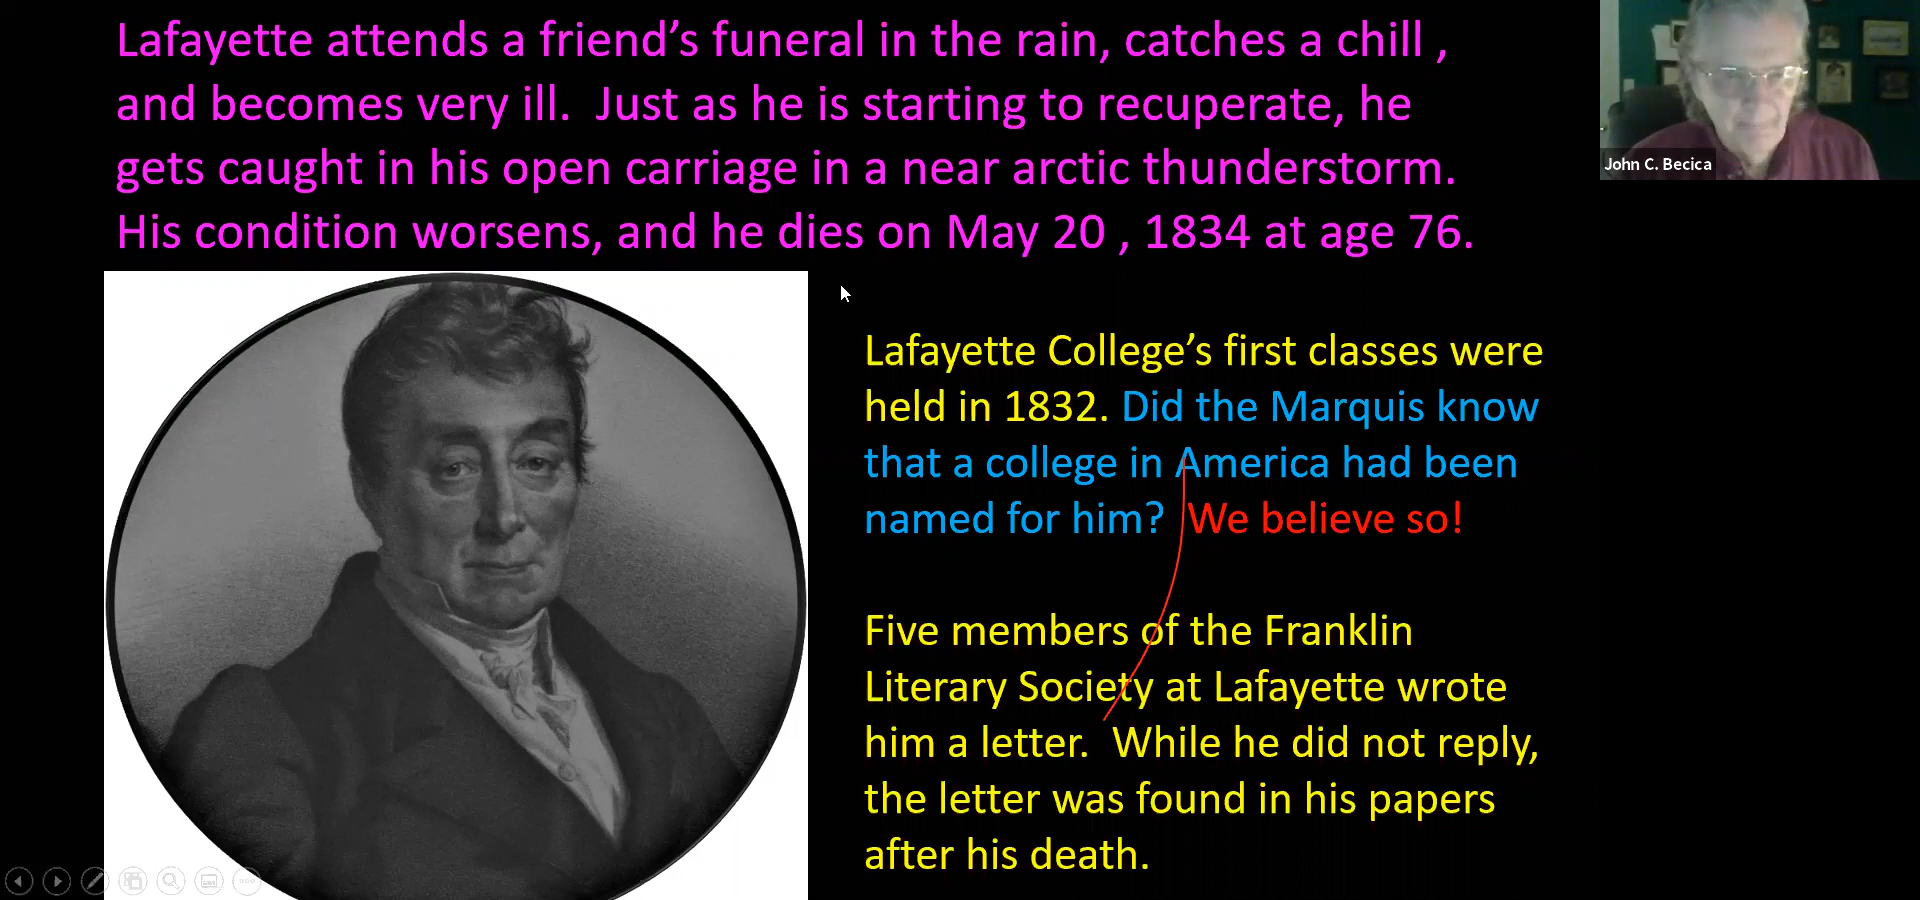 Lafayette attends a friend’s funeral in the rain, catches a chill ,
and becomes very ill.  Just as he is starting to recuperate, he
gets caught in his open carriage in a near arctic thunderstorm.
His condition worsens, and he dies on May 20 , 1834 at age 76.
John C. Becica
Lafayette College’s first classes were
held in 1832. Did the Marquis know
that a college in America had been
named for him?  We believe so!
Five members of the Franklin
Literary Society at Lafayette wrote
him a letter.  While he did not reply,
the letter was found in his papers
after his death.